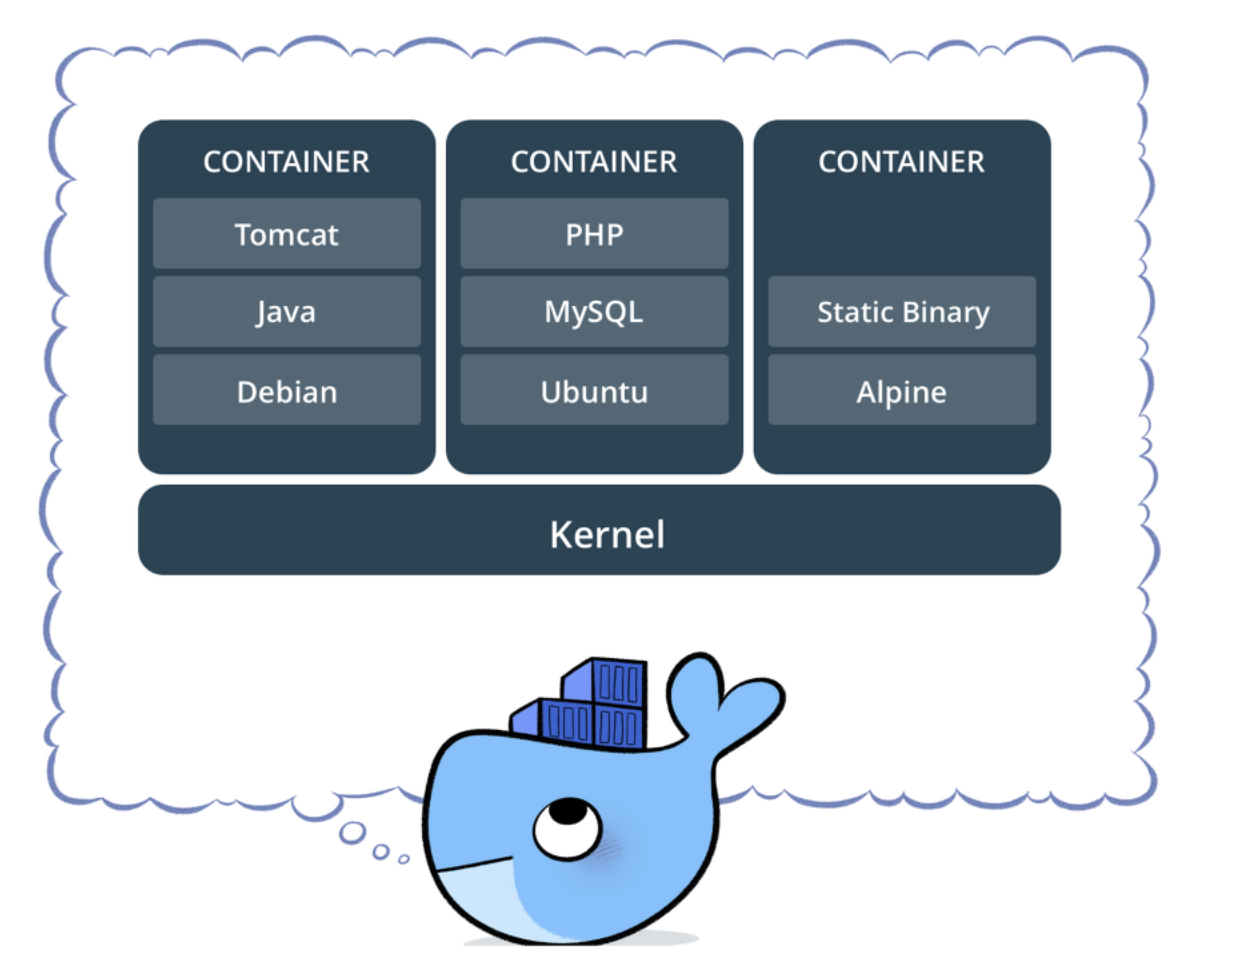 CONTAINER
Tomcat
Java
Debian
CONTAINER
PHP
MySQL
Ubuntu
CONTAINER
Static Binary
Alpine
Kernel